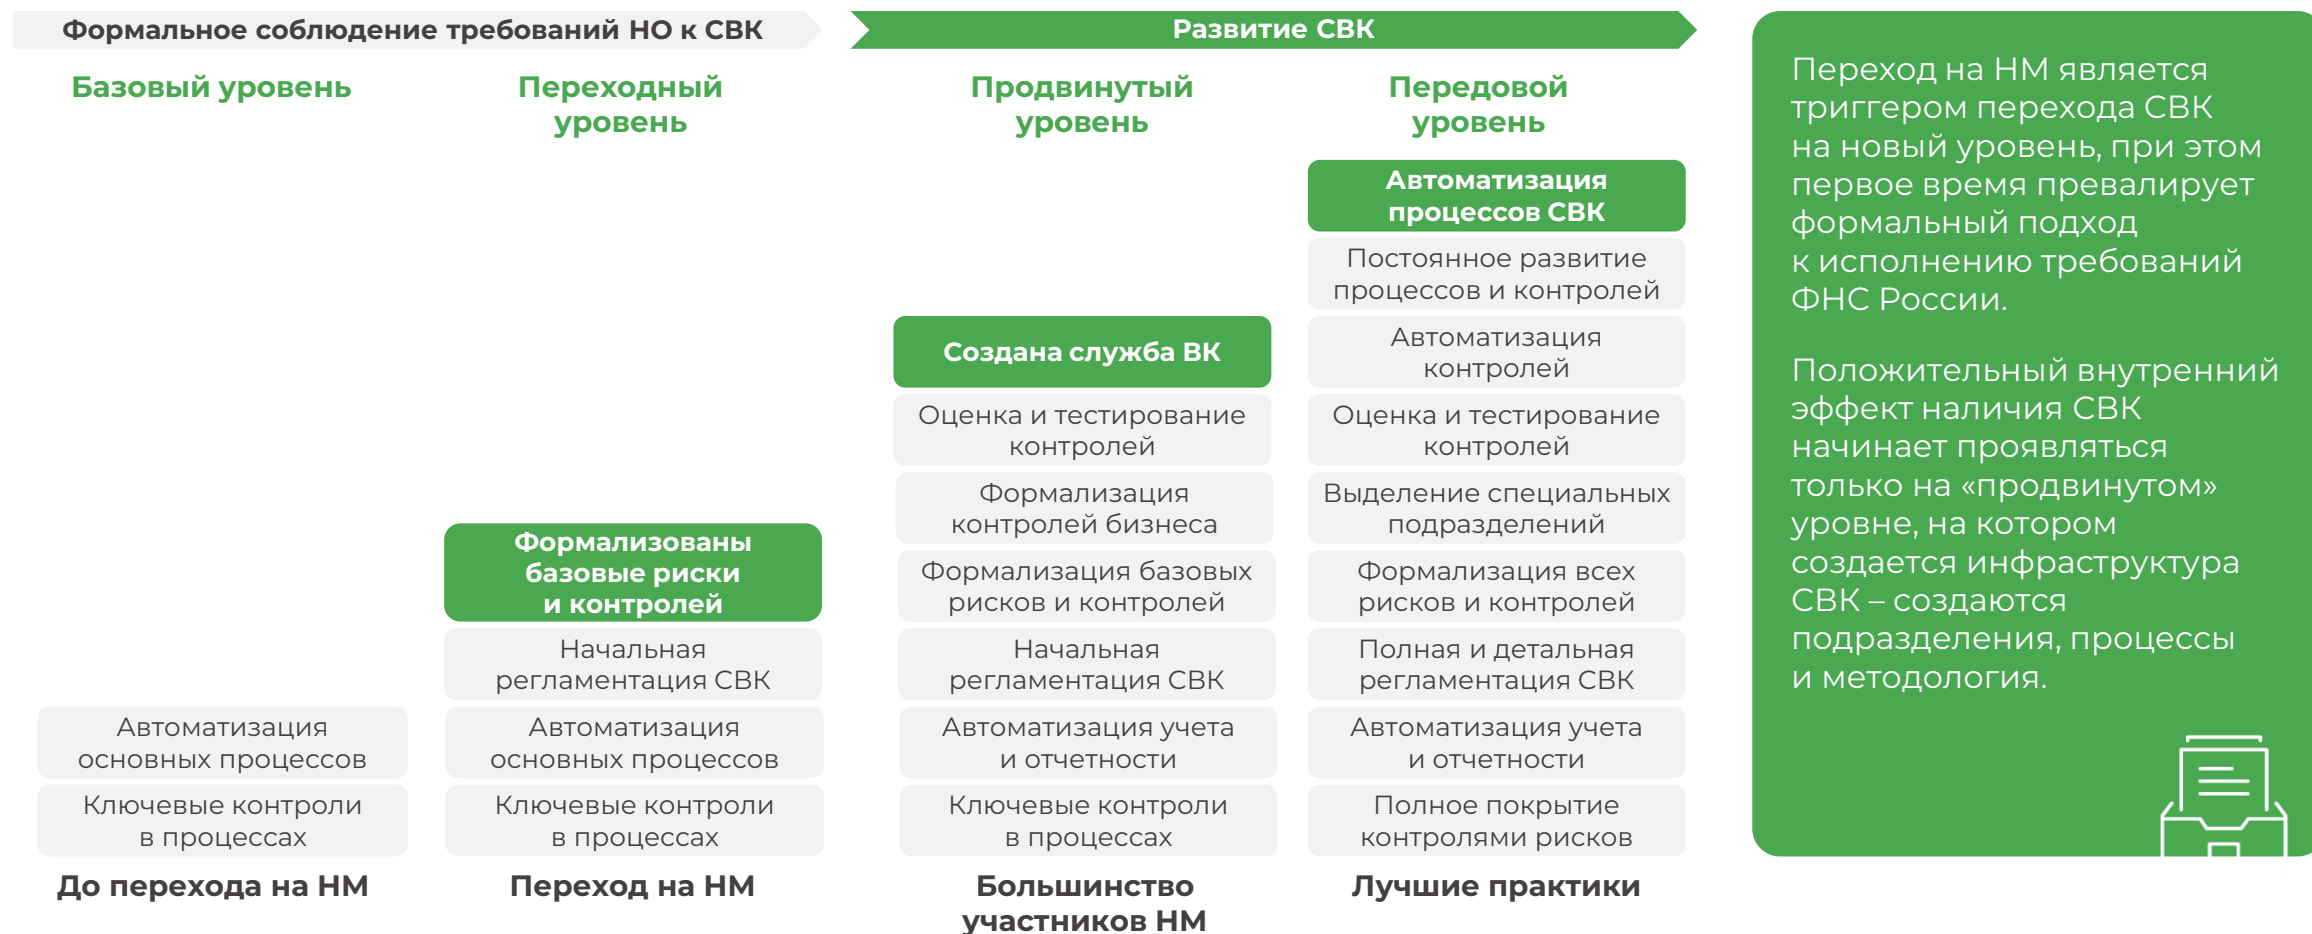 Формальное соблюдение требований НО к СВК
Развитие СВК
Базовый уровень
Переходный
уровень
Продвинутый
уровень
Передовой
уровень
Автоматизация
основных процессов
Ключевые контроли
в процессах
До перехода на НМ
Формализованы
базовые риски
и контролей
Начальная
регламентация СВК
Автоматизация
основных процессов
Ключевые контроли
в процессах
Переход на НМ
Создана служба ВК
Оценка и тестирование
контролей
Формализация
контролей бизнеса
Формализация базовых
рисков и контролей
Начальная
регламентация СВК
Автоматизация учета
и отчетности
Ключевые контроли
в процессах
Большинство
участников НМ
Автоматизация
процессов СВК
Постоянное развитие
процессов и контролей
Автоматизация
контролей
Оценка и тестирование
контролей
Выделение специальных
подразделений
Формализация всех
рисков и контролей
Полная и детальная
регламентация СВК
Автоматизация учета
и отчетности
Полное покрытие
контролями рисков
Лучшие практики
Переход на НМ является
триггером перехода СВК
на новый уровень, при этом
первое время превалирует
формальный подход
к исполнению требований
ФНС России.
Положительный внутренний
эффект наличия СВК
начинает проявляться
только на «продвинутом»
уровне, на котором
создается инфраструктура
СВК – создаются
подразделения, процессы
и методология.